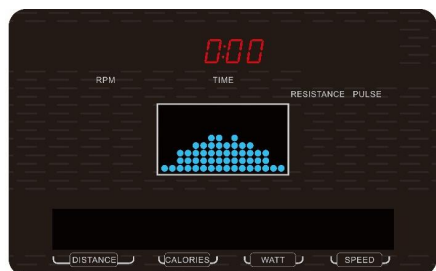 0:00
RPM TIME
RESISTANCE PULSE
DISTANCE CALORIES WATT SPEED